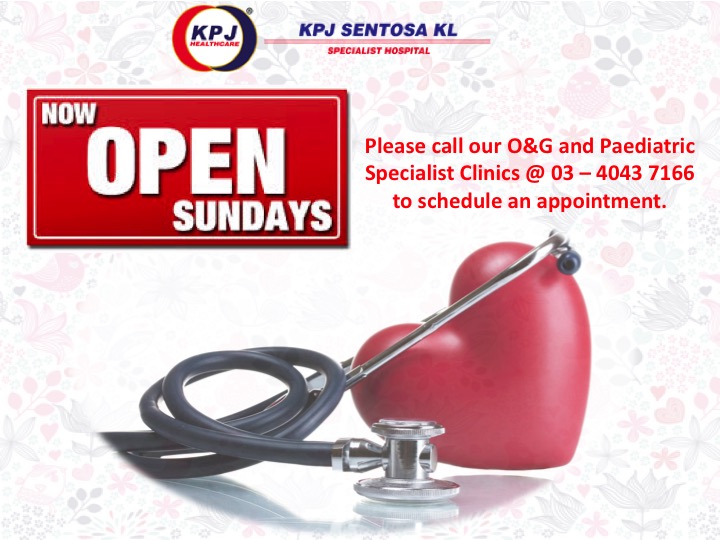 KPJ
HEALTHCARE
®
KPJ SENTOSA KL
SPECIALIST HOSPITAL
NOW
OPEN
SUNDAYS
Please call our O&G and Paediatric
Specialist Clinics @ 03 – 4043 7166
to schedule an appointment.